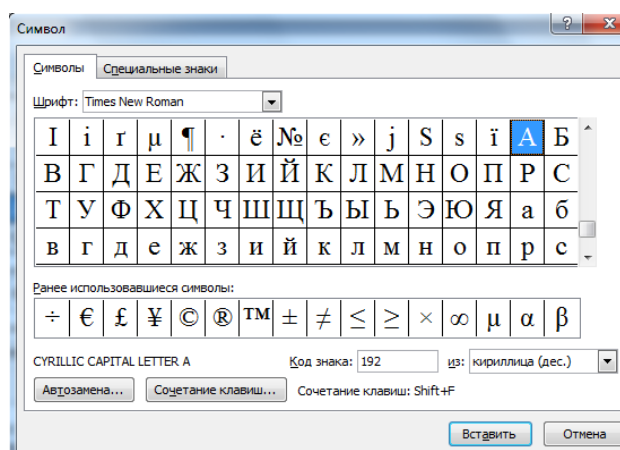 Символ
Символы Специальные знаки
Шрифт: Times New Roman
І і ґ µ ¶ · ё № є » ј Ѕ ѕ ї А Б
В Г Д Е Ж З И Й К Л М Н О П Р С
Т У Ф Х Ц Ч Ш Щ Ъ Ы Ь Э Ю Я а б
в г д е ж з и й к л м н о п р с
Ранее использовавшиеся символы:
÷ € £ ¥ © ® ™ ± ≠ ≤ ≥ × ∞ µ α β
CYRILLIC CAPITAL LETTER A Код знака: 192 из: кириллица (дес.)
Автозамена... Сочетание клавиш... Сочетание клавиш: Shift+F
Вставить Отмена